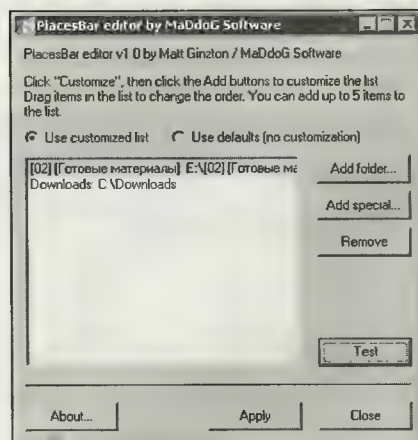 PlacesBar editor by MaDdoG Software
PlacesBar editor v1 0 by Matt Ginzton / MaDdoG Software
Click "Customize", then click the Add buttons to customize the list
Drag items in the list to change the order. You can add up to 5 items to
the list.
Use customized list Use defaults (no customization)
[02] [Готовые материалы]: E:\[02] [Готовые ма
Downloads: C:\Downloads
Add folder...
Add special...
Remove
Test
About... Apply Close